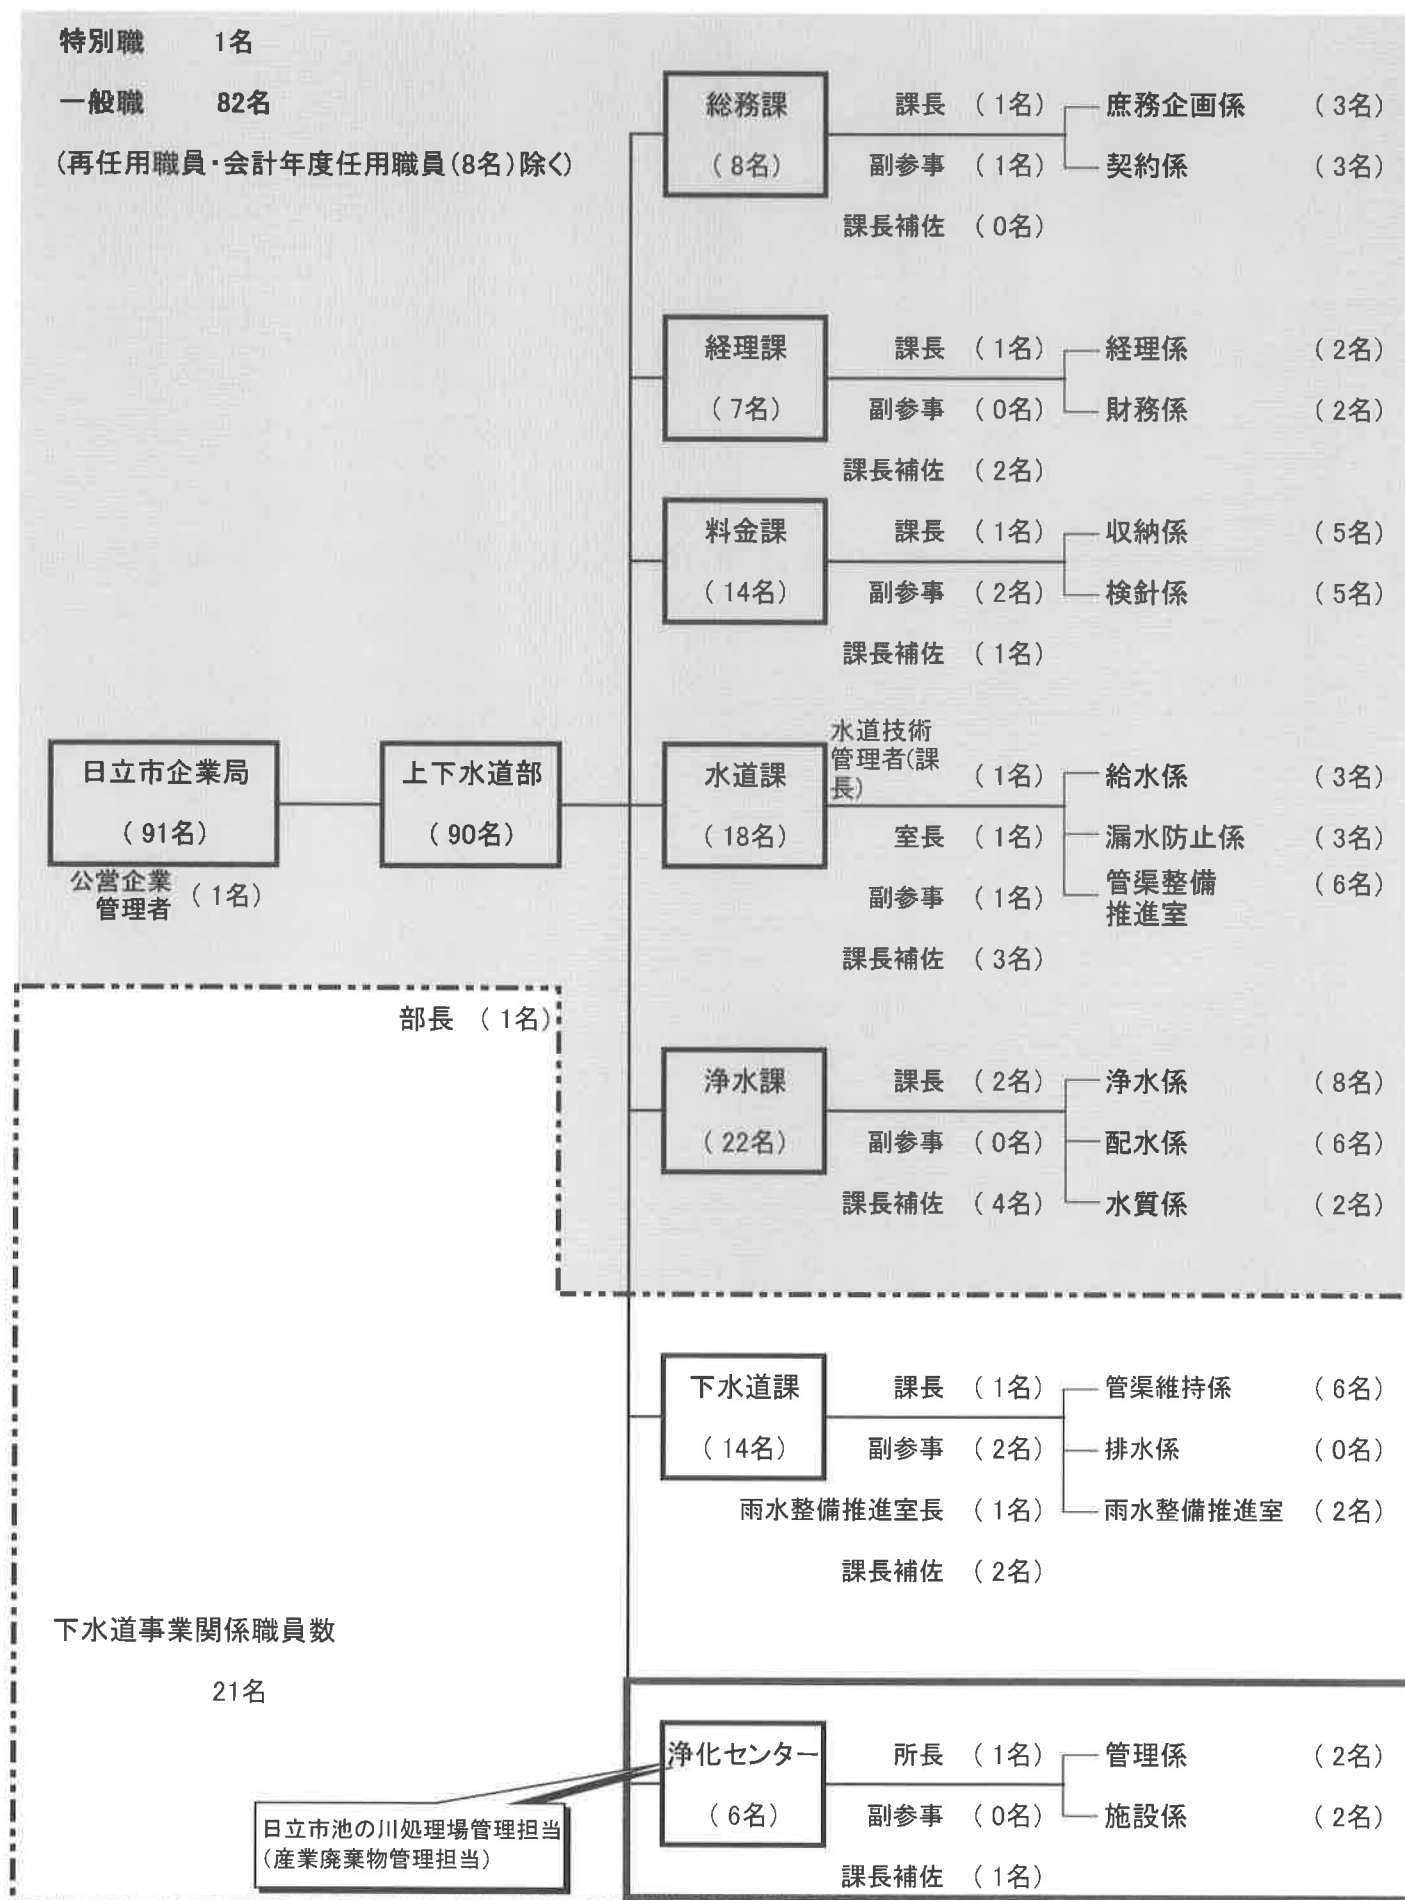 特別職 1名
一般職 82名
(再任用職員・会計年度任用職員(8名)除く)
総務課 課長 (1名) 庶務企画係 (3名)
(8名) 副参事 (1名) 契約係 (3名)
課長補佐 (0名)
経理課 課長 (1名) 経理係 (2名)
(7名) 副参事 (0名) 財務係 (2名)
課長補佐 (2名)
料金課 課長 (1名) 収納係 (5名)
(14名) 副参事 (2名) 検針係 (5名)
課長補佐 (1名)
日立市企業局
(91名)
公営企業
管理者 (1名)
上下水道部
(90名)
部長 (1名)
水道課
(18名)
水道技術
管理者(課
長) (1名)
給水係 (3名)
室長 (1名) 漏水防止係 (3名)
副参事 (1名)
管渠整備
推進室 (6名)
課長補佐 (3名)
浄水課 課長 (2名) 浄水係 (8名)
(22名) 副参事 (0名) 配水係 (6名)
課長補佐 (4名) 水質係 (2名)
下水道課 課長 (1名) 管渠維持係 (6名)
(14名) 副参事 (2名) 排水係 (0名)
雨水整備推進室長 (1名) 雨水整備推進室 (2名)
課長補佐 (2名)
下水道事業関係職員数
21名
浄化センター 所長 (1名) 管理係 (2名)
(6名) 副参事 (0名) 施設係 (2名)
課長補佐 (1名)
日立市池の川処理場管理担当
(産業廃棄物管理担当)